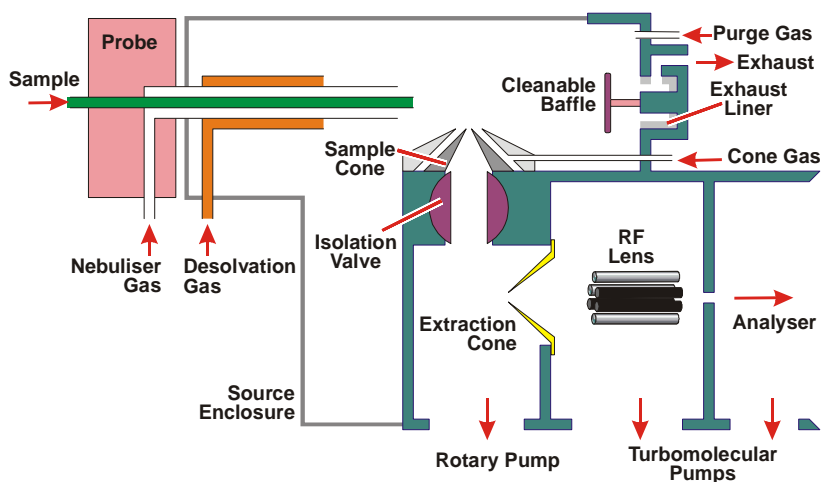 Probe
Sample
Purge Gas
Exhaust
Cleanable
Baffle
Exhaust
Liner
Sample
Cone
Cone Gas
Isolation
Valve
Nebuliser
Gas
Desolvation
Gas
RF
Lens
Extraction
Cone
Analyser
Source
Enclosure
Rotary Pump
Turbomolecular
Pumps